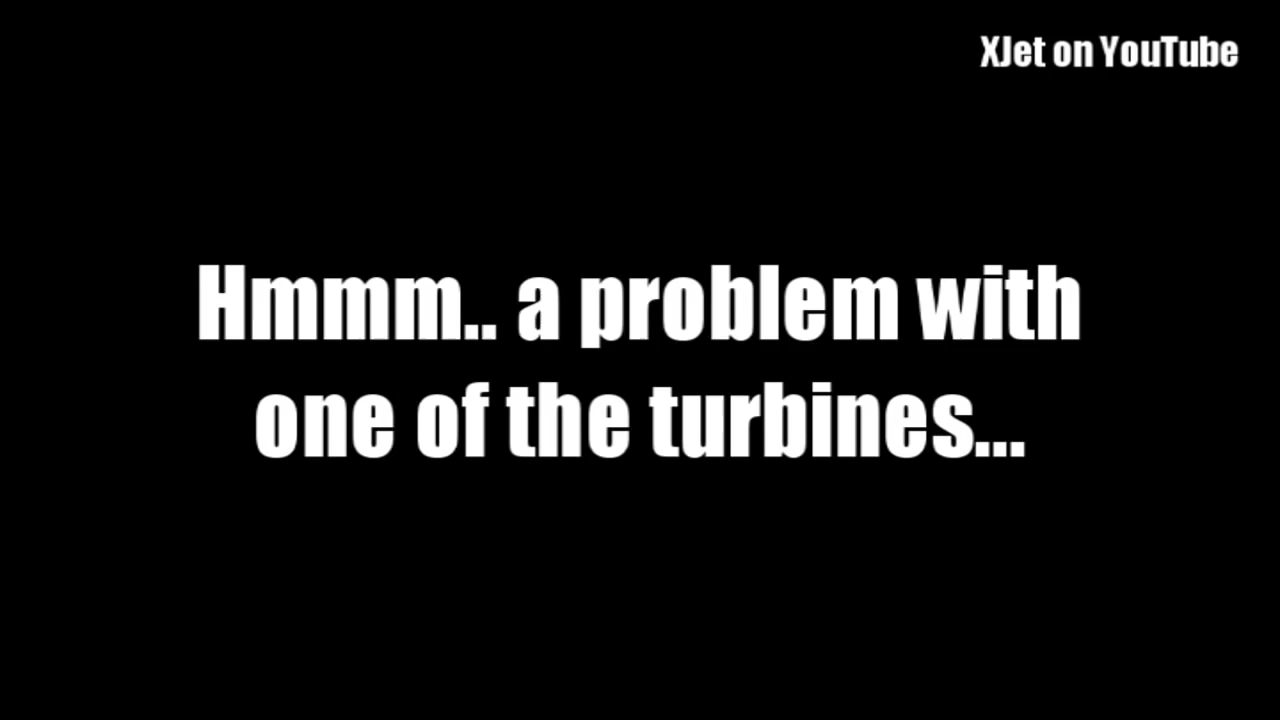 XJet on YouTube
Hmmm.. a problem with
one of the turbines...